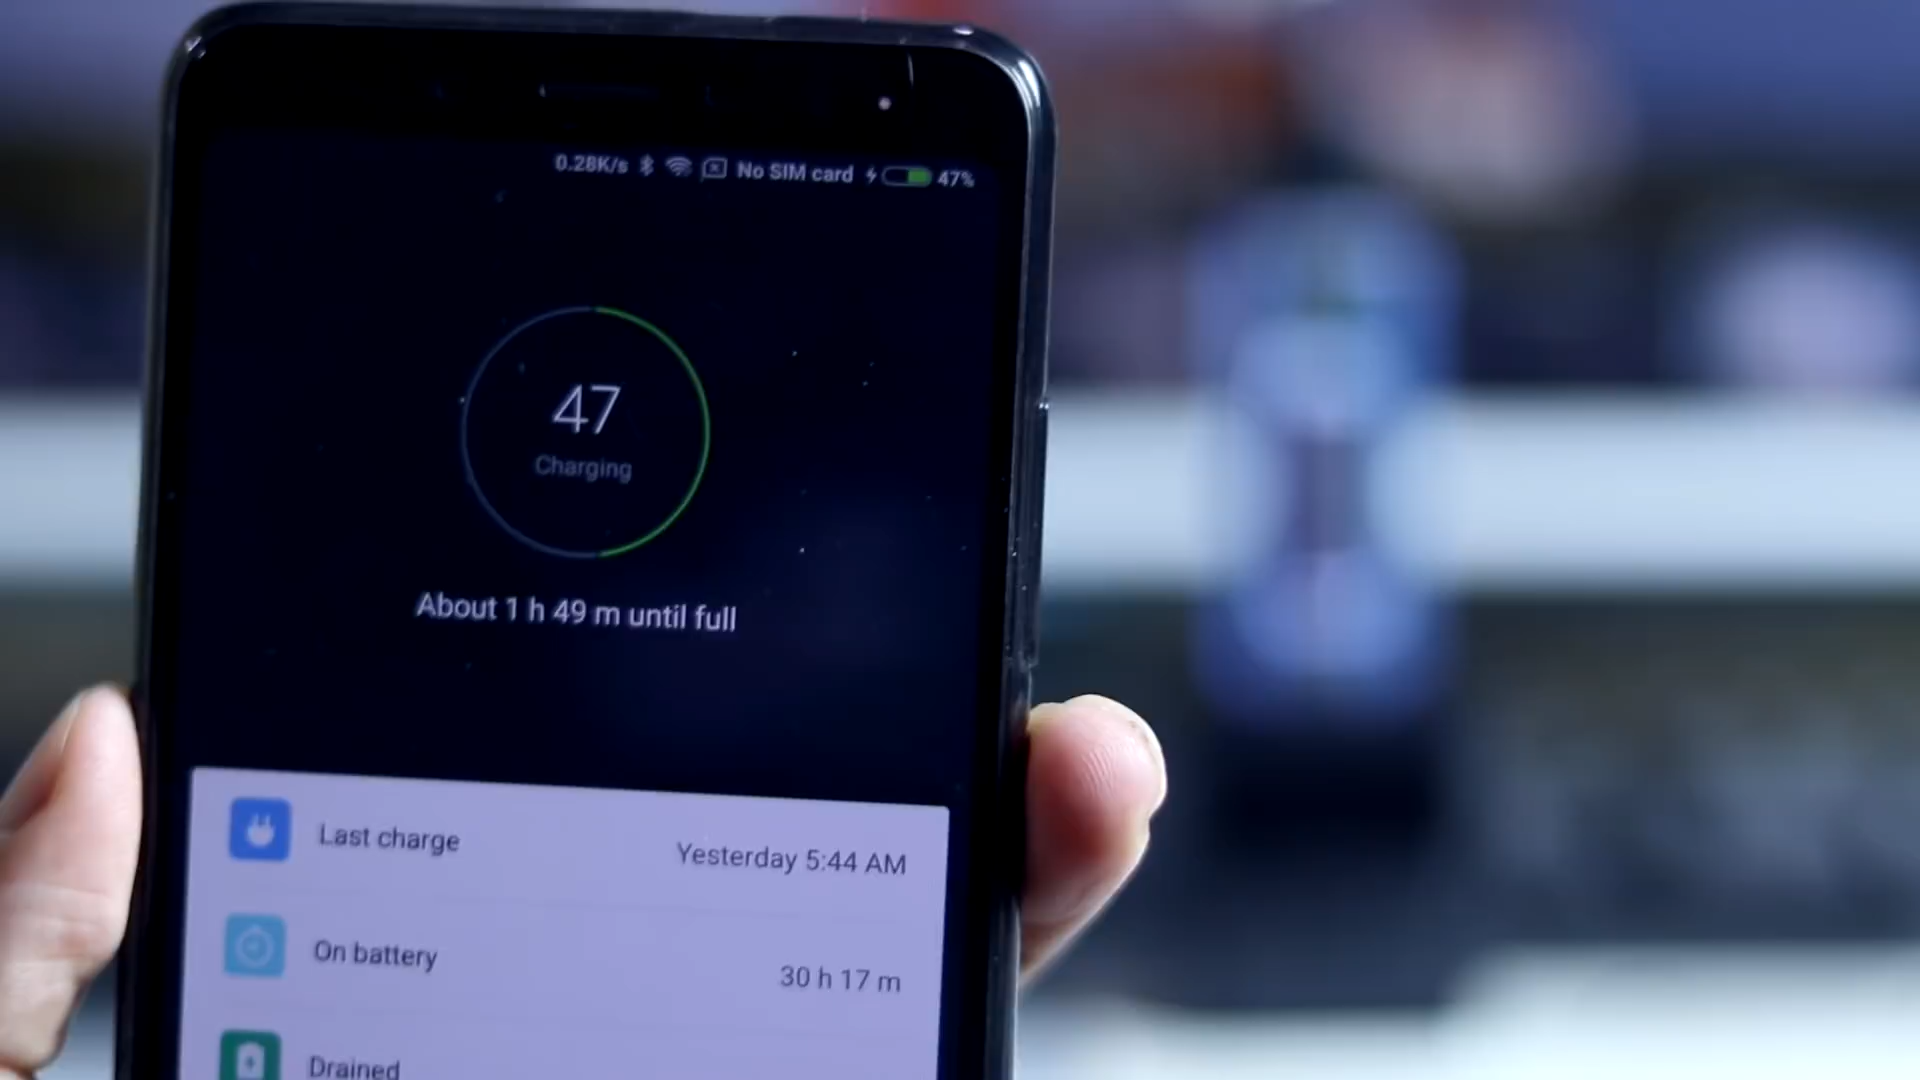 0.28K/s No SIM card 47%
47
Charging
About 1 h 49 m until full
Last charge Yesterday 5:44 AM
On battery 30 h 17 m
Drained